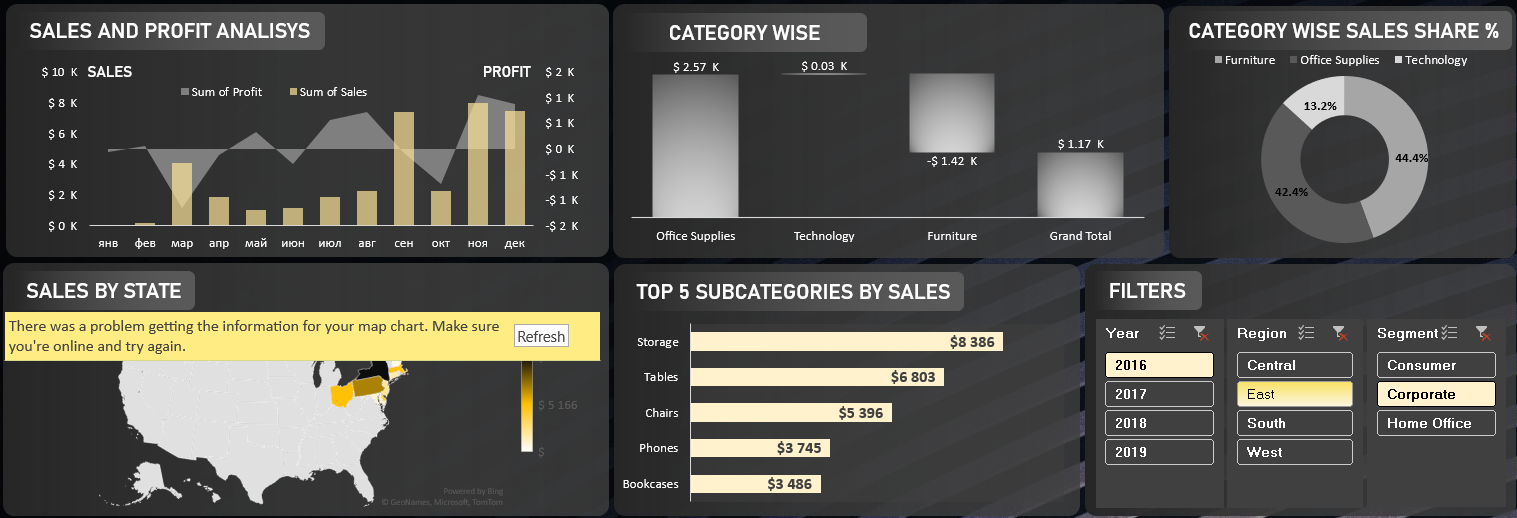 SALES AND PROFIT ANALISYS
SALES
PROFIT
Sum of Profit
Sum of Sales
$ 10 K
$ 8 K
$ 6 K
$ 4 K
$ 2 K
$ 0 K
$ 2 K
$ 1 K
$ 1 K
$ 0 K
-$ 1 K
-$ 1 K
-$ 2 K
янв фев мар апр май июн июл авг сен окт ноя дек
CATEGORY WISE
$ 2.57 K
$ 0.03 K
-$ 1.42 K
$ 1.17 K
Office Supplies
Technology
Furniture
Grand Total
CATEGORY WISE SALES SHARE %
Furniture
Office Supplies
Technology
13.2%
44.4%
42.4%
SALES BY STATE
There was a problem getting the information for your map chart. Make sure
you're online and try again.
Refresh
$ 5 166
$
Powered by Bing
© GeoNames, Microsoft, TomTom
TOP 5 SUBCATEGORIES BY SALES
Storage $8 386
Tables $6 803
Chairs $5 396
Phones $3 745
Bookcases $3 486
FILTERS
Year
2016
2017
2018
2019
Region
Central
East
South
West
Segment
Consumer
Corporate
Home Office